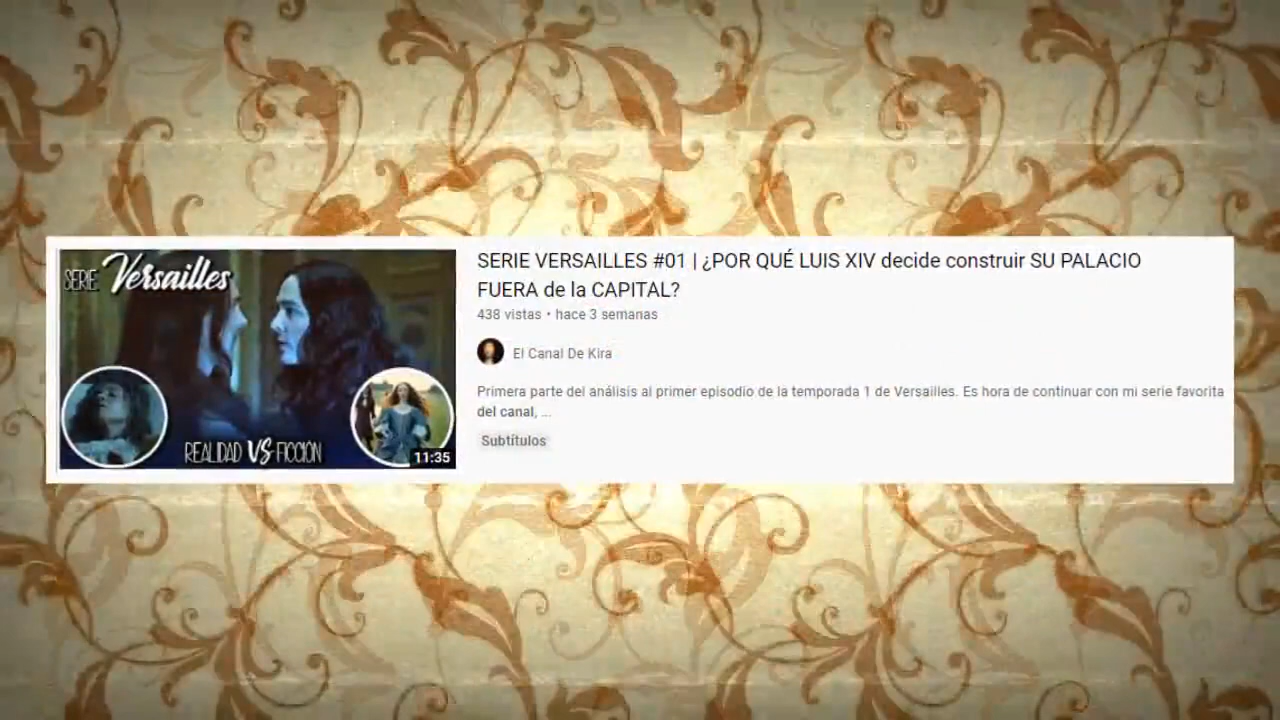 SERIE Versailles
REALIDAD VS FICCIÓN
11:35
SERIE VERSAILLES #01 | ¿POR QUÉ LUIS XIV decide construir SU PALACIO
FUERA de la CAPITAL?
438 vistas • hace 3 semanas
El Canal De Kira
Primera parte del análisis al primer episodio de la temporada 1 de Versailles. Es hora de continuar con mi serie favorita
del canal, ...
Subtítulos